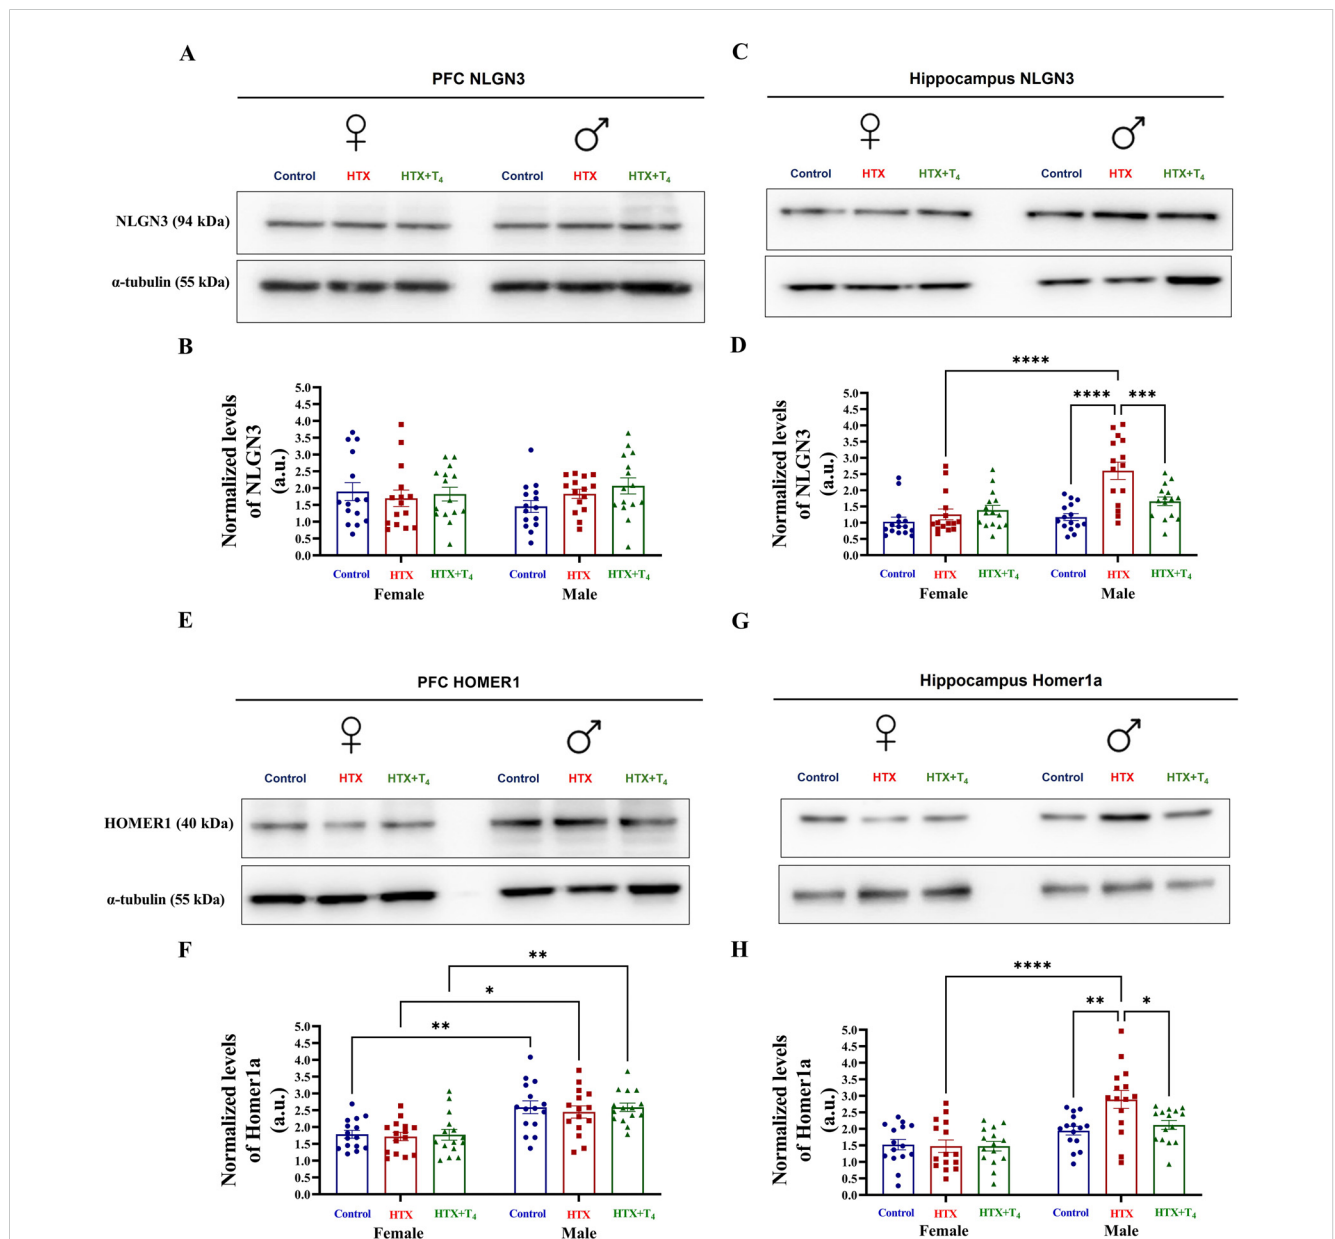 A
PFC NLGN3
♀ ♂
Control HTX HTX+T4 Control HTX HTX+T4
NLGN3 (94 kDa)
α-tubulin (55 kDa)
C
Hippocampus NLGN3
♀ ♂
Control HTX HTX+T4 Control HTX HTX+T4
B
Normalized levels
of NLGN3
(a.u.)
5.0
4.5
4.0
3.5
3.0
2.5
2.0
1.5
1.0
0.5
0.0
Control HTX HTX+T4 Control HTX HTX+T4
Female Male
D
****
**** ***
Normalized levels
of NLGN3
(a.u.)
5.0
4.5
4.0
3.5
3.0
2.5
2.0
1.5
1.0
0.5
0.0
Control HTX HTX+T4 Control HTX HTX+T4
Female Male
E
PFC HOMER1
♀ ♂
Control HTX HTX+T4 Control HTX HTX+T4
HOMER1 (40 kDa)
α-tubulin (55 kDa)
G
Hippocampus Homer1a
♀ ♂
Control HTX HTX+T4 Control HTX HTX+T4
F
**
*
**
Normalized levels
of Homer1a
(a.u.)
5.0
4.5
4.0
3.5
3.0
2.5
2.0
1.5
1.0
0.5
0.0
Control HTX HTX+T4 Control HTX HTX+T4
Female Male
H
****
** *
Normalized levels
of Homer1a
(a.u.)
5.0
4.5
4.0
3.5
3.0
2.5
2.0
1.5
1.0
0.5
0.0
Control HTX HTX+T4 Control HTX HTX+T4
Female Male